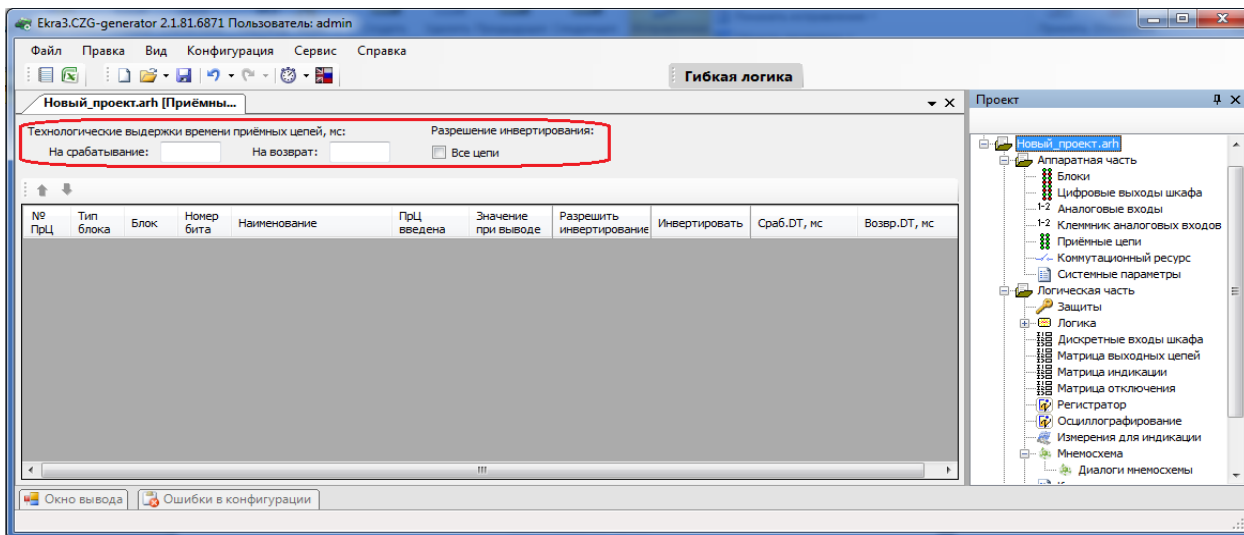 Ekra3.CZG-generator 2.1.81.6871 Пользователь: admin
Файл Правка Вид Конфигурация Сервис Справка
Гибкая логика
Новый_проект.arh [Приёмны...
Технологические выдержки времени приёмных цепей, мс: Разрешение инвертирования:
На срабатывание: На возврат: Все цепи
№ ПрЦ Тип блока Блок Номер бита Наименование ПрЦ введена Значение при выводе Разрешить инвертирование Инвертировать Сраб.DT, мс Возвр.DT, мс
Окно вывода Ошибки в конфигурации
Проект
Новый_проект.arh
Аппаратная часть
Блоки
Цифровые выходы шкафа
1-2 Аналоговые входы
1-2 Клеммник аналоговых входов
Приёмные цепи
Коммутационный ресурс
Системные параметры
Логическая часть
Защиты
Логика
Дискретные входы шкафа
Матрица выходных цепей
Матрица индикации
Матрица отключения
Регистратор
Осциллографирование
Измерения для индикации
Мнемосхема
Диалоги мнемосхемы